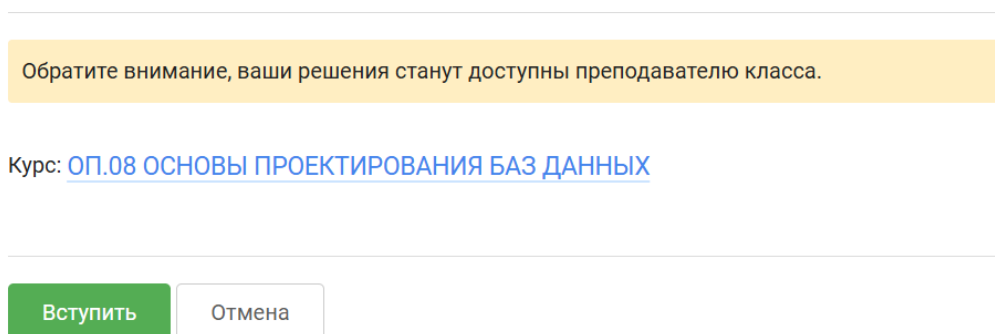 Обратите внимание, ваши решения станут доступны преподавателю класса.
Курс: ОП.08 ОСНОВЫ ПРОЕКТИРОВАНИЯ БАЗ ДАННЫХ
Вступить Отмена